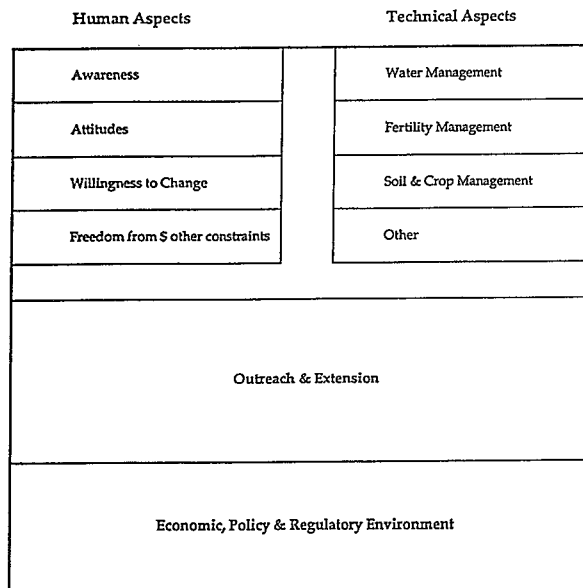 Human Aspects
Technical Aspects
Awareness
Attitudes
Willingness to Change
Freedom from $ other constraints
Water Management
Fertility Management
Soil & Crop Management
Other
Outreach & Extension
Economic, Policy & Regulatory Environment